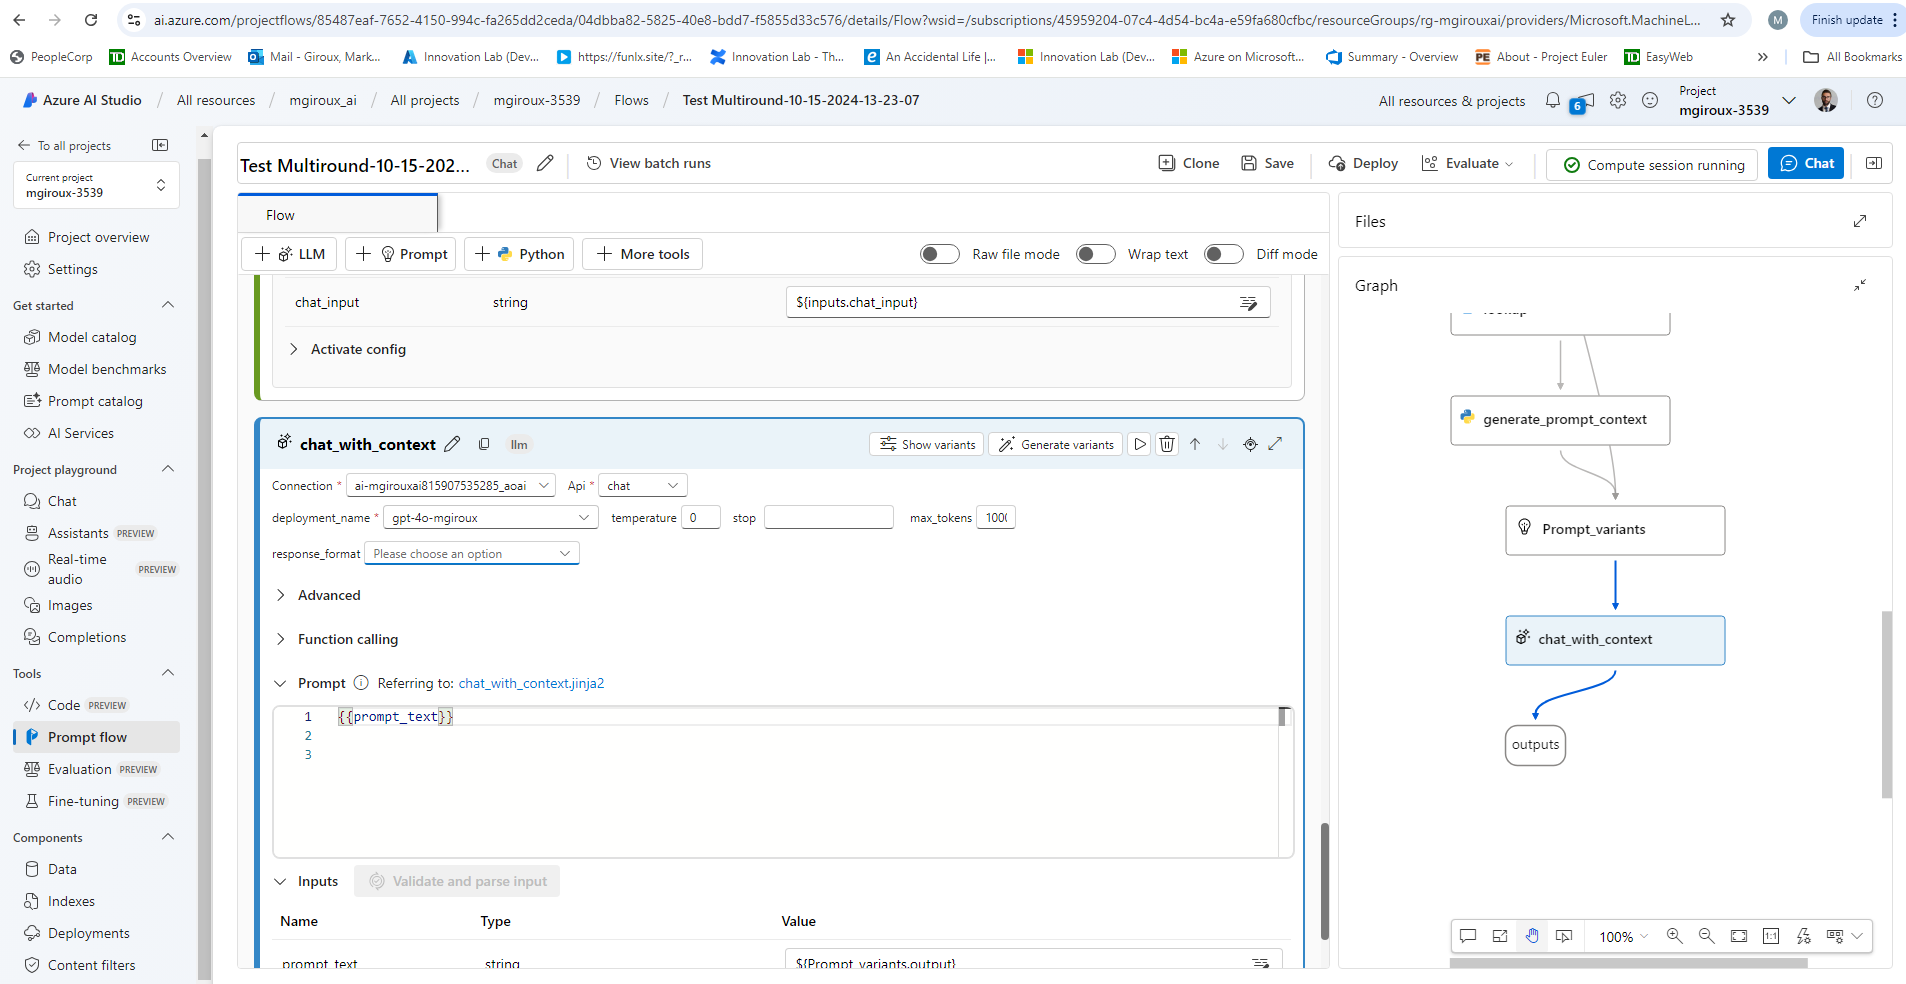 ai.azure.com/projectflows/85487eaf-7652-4150-994c-fa265dd2ceda/04dbba82-5825-40e8-bdd7-f5855d33c576/details/Flow?wsid=/subscriptions/45959204-07c4-4d54-bc4a-e59fa680cfbc/resourceGroups/rg-mgirouxai/providers/Microsoft.MachineL...
M
Finish update
PeopleCorp
TD Accounts Overview
Mail - Giroux, Mark...
Innovation Lab (Dev...
https://funlx.site/?_r...
Innovation Lab - Th...
An Accidental Life |...
Innovation Lab (Dev...
Azure on Microsoft...
Summary - Overview
PE About - Project Euler
TD EasyWeb
All Bookmarks
Azure AI Studio / All resources / mgiroux_ai / All projects / mgiroux-3539 / Flows / Test Multiround-10-15-2024-13-23-07
All resources & projects
6
Project
mgiroux-3539
To all projects
Current project
mgiroux-3539
Project overview
Settings
Get started
Model catalog
Model benchmarks
Prompt catalog
AI Services
Project playground
Chat
Assistants PREVIEW
Real-time audio PREVIEW
Images
Completions
Tools
Code PREVIEW
Prompt flow
Evaluation PREVIEW
Fine-tuning PREVIEW
Components
Data
Indexes
Deployments
Content filters
Test Multiround-10-15-202... Chat
View batch runs
Clone
Save
Deploy
Evaluate
Compute session running
Chat
Flow
LLM
Prompt
Python
More tools
Raw file mode
Wrap text
Diff mode
chat_input string ${inputs.chat_input}
Activate config
chat_with_context llm
Show variants
Generate variants
Connection * ai-mgirouxai815907535285_aoai Api * chat
deployment_name * gpt-4o-mgiroux temperature 0 stop max_tokens 100
response_format Please choose an option
Advanced
Function calling
Prompt Referring to: chat_with_context.jinja2
1 {{prompt_text}}
2
3
Inputs Validate and parse input
Name Type Value
prompt_text string ${Prompt_variants.output}
Files
Graph
lookup
generate_prompt_context
Prompt_variants
chat_with_context
outputs
100%
1:1